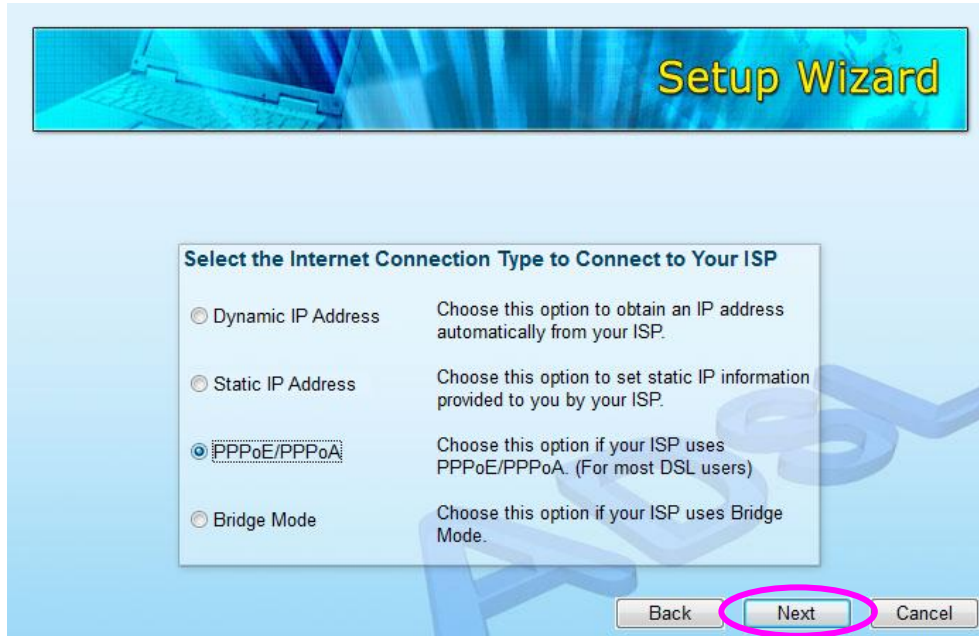 Setup Wizard
Select the Internet Connection Type to Connect to Your ISP
Dynamic IP Address
Choose this option to obtain an IP address
automatically from your ISP.
Static IP Address
Choose this option to set static IP information
provided to you by your ISP.
PPPoE/PPPoA
Choose this option if your ISP uses
PPPoE/PPPoA. (For most DSL users)
Bridge Mode
Choose this option if your ISP uses Bridge
Mode.
ADSL
Back
Next
Cancel